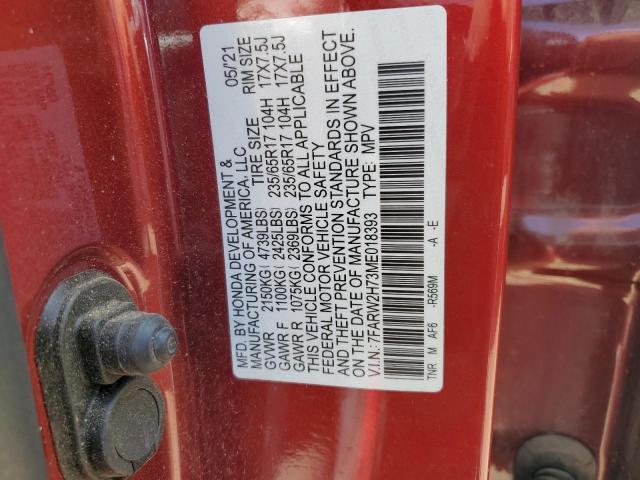 MFD. BY HONDA DEVELOPMENT & 05/'21
MANUFACTURING OF AMERICA, LLC TIRE SIZE RIM SIZE
GVWR 2150KG( 4739LBS) 235/65R17 104H 17X7.5J
GAWR F 1100KG( 2425LBS) 235/65R17 104H 17X7.5J
GAWR R 1075KG( 2369LBS)
THIS VEHICLE CONFORMS TO ALL APPLICABLE
FEDERAL MOTOR VEHICLE SAFETY
AND THEFT PREVENTION STANDARDS IN EFFECT
ON THE DATE OF MANUFACTURE SHOWN ABOVE.
V.I.N.: 7FARW2H73ME018393 TYPE: MPV
TNR M AF6 -R569M -A -E